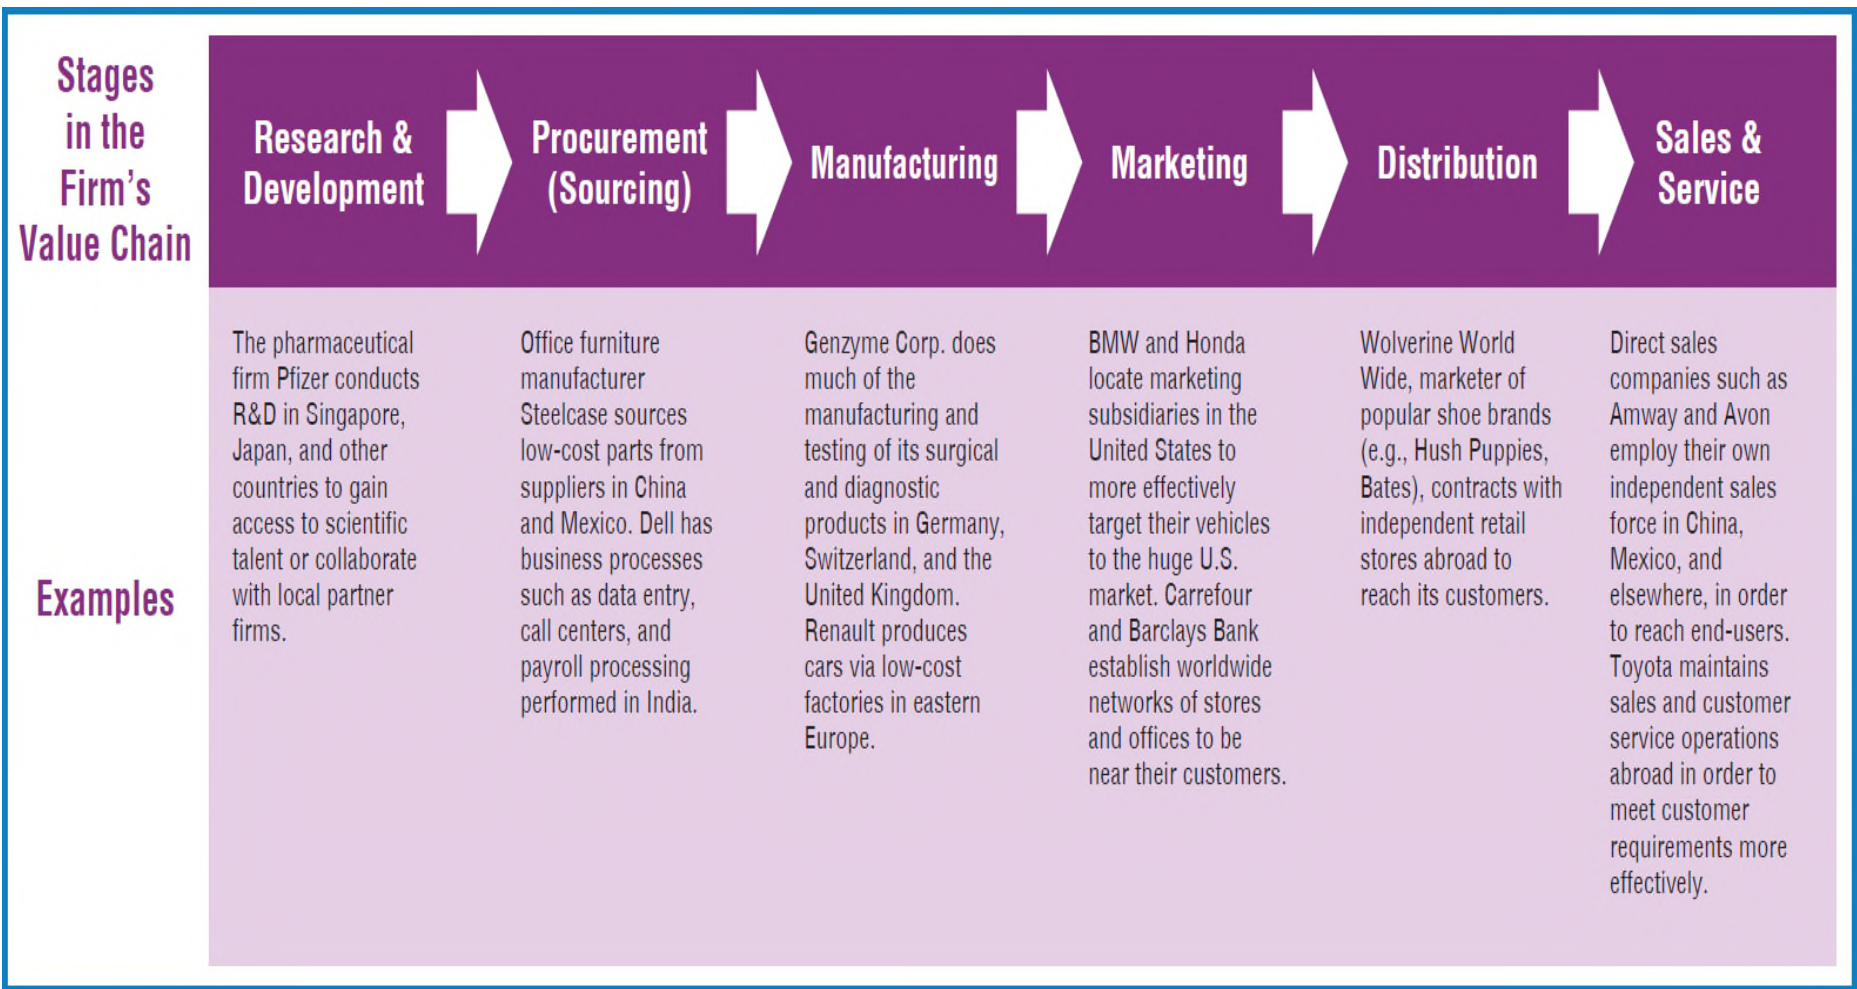 Stages
in the
Firm's
Value Chain
Research &
Development
Procurement
(Sourcing)
Manufacturing
Marketing
Distribution
Sales &
Service
Examples
The pharmaceutical
firm Pfizer conducts
R&D in Singapore,
Japan, and other
countries to gain
access to scientific
talent or collaborate
with local partner
firms.
Office furniture
manufacturer
Steelcase sources
low-cost parts from
suppliers in China
and Mexico. Dell has
business processes
such as data entry,
call centers, and
payroll processing
performed in India.
Genzyme Corp. does
much of the
manufacturing and
testing of its surgical
and diagnostic
products in Germany,
Switzerland, and the
United Kingdom.
Renault produces
cars via low-cost
factories in eastern
Europe.
BMW and Honda
locate marketing
subsidiaries in the
United States to
more effectively
target their vehicles
to the huge U.S.
market. Carrefour
and Barclays Bank
establish worldwide
networks of stores
and offices to be
near their customers.
Wolverine World
Wide, marketer of
popular shoe brands
(e.g., Hush Puppies,
Bates), contracts with
independent retail
stores abroad to
reach its customers.
Direct sales
companies such as
Amway and Avon
employ their own
independent sales
force in China,
Mexico, and
elsewhere, in order
to reach end-users.
Toyota maintains
sales and customer
service operations
abroad in order to
meet customer
requirements more
effectively.